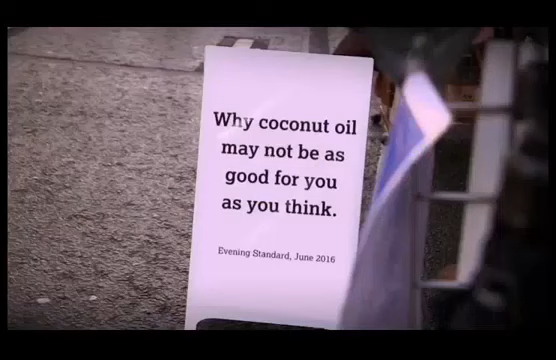 Why coconut oil
may not be as
good for you
as you think.
Evening Standard, June 2016